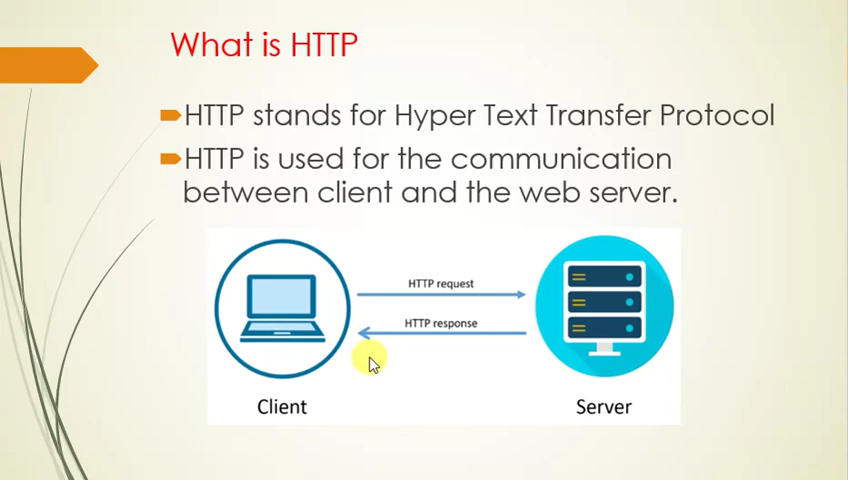 What is HTTP
HTTP stands for Hyper Text Transfer Protocol
HTTP is used for the communication
between client and the web server.
HTTP request
HTTP response
Client
Server